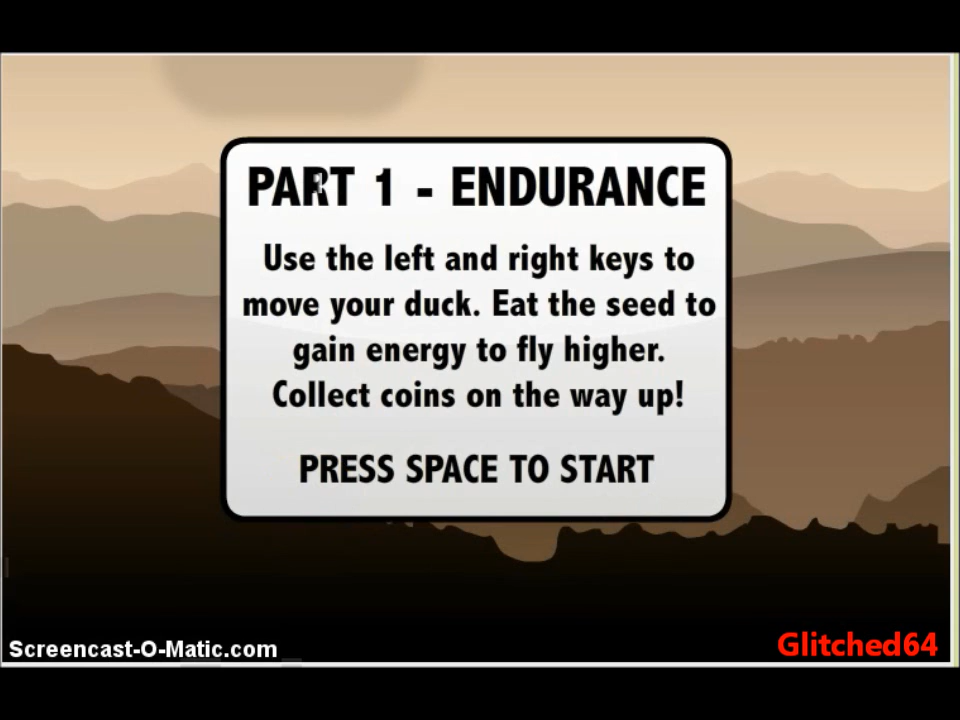 PART 1 - ENDURANCE
Use the left and right keys to
move your duck. Eat the seed to
gain energy to fly higher.
Collect coins on the way up!
PRESS SPACE TO START
Screencast-O-Matic.com
Glitched64